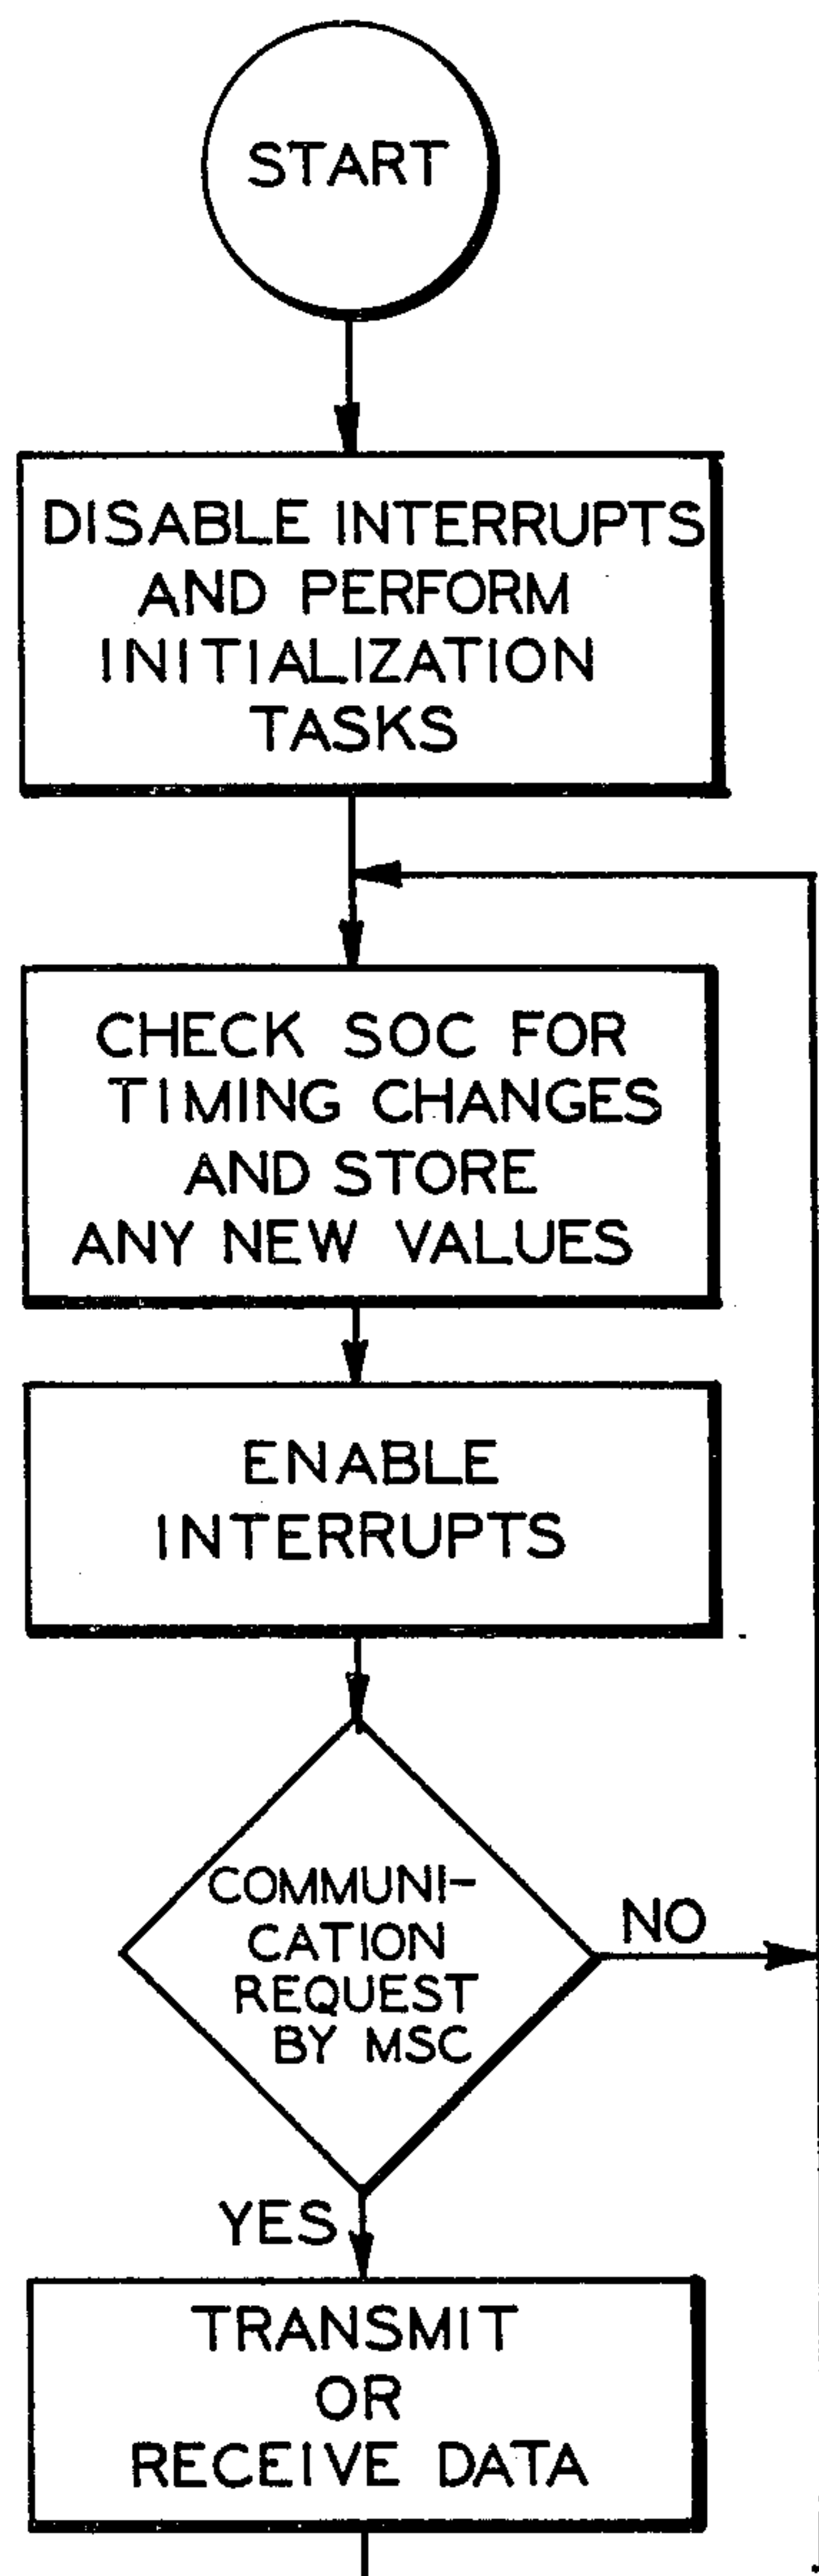 START
DISABLE INTERRUPTS
AND PERFORM
INITIALIZATION
TASKS
CHECK SOC FOR
TIMING CHANGES
AND STORE
ANY NEW VALUES
ENABLE
INTERRUPTS
COMMUNI-
CATION
REQUEST
BY MSC
NO
YES
TRANSMIT
OR
RECEIVE DATA